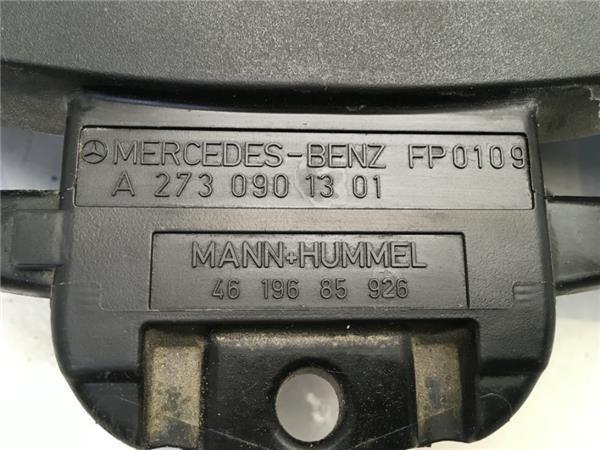 MERCEDES-BENZ FP0109
A 273 090 13 01
MANN+HUMMEL
46 196 85 926